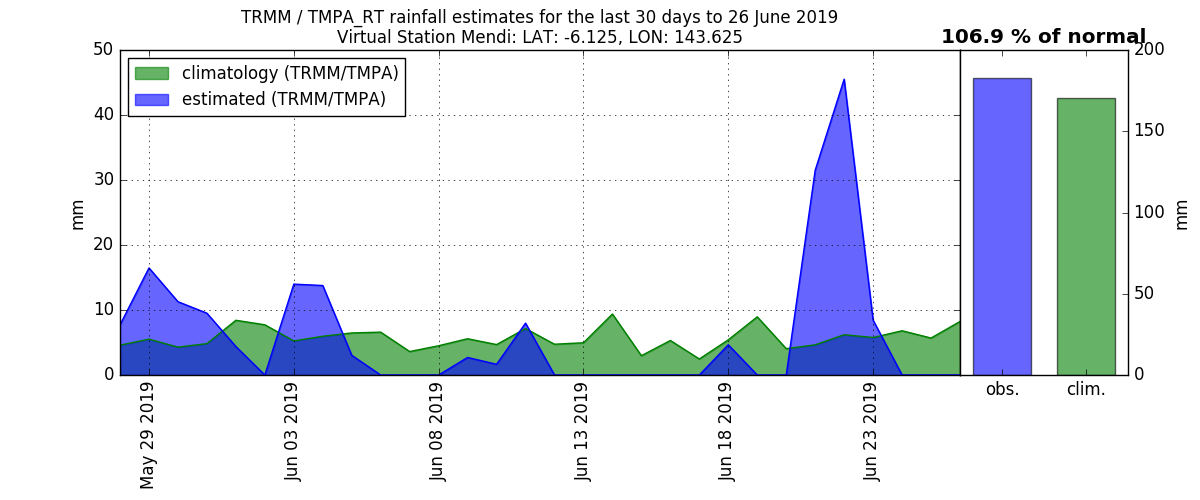 TRMM / TMPA_RT rainfall estimates for the last 30 days to 26 June 2019
Virtual Station Mendi: LAT: -6.125, LON: 143.625
106.9 % of normal
climatology (TRMM/TMPA)
estimated (TRMM/TMPA)
50
40
30
20
10
0
mm
May 29 2019
Jun 03 2019
Jun 08 2019
Jun 13 2019
Jun 18 2019
Jun 23 2019
200
150
100
50
0
mm
obs.
clim.